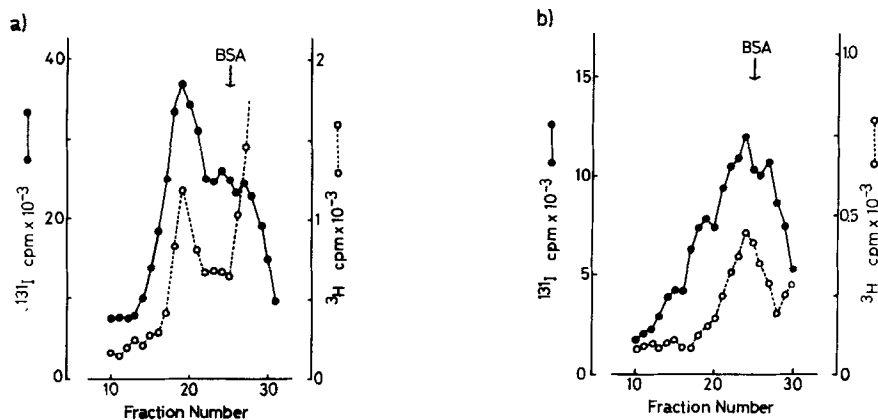 a)
40
20
0
¹³¹I cpm x 10⁻³
BSA
2
1
0
³H cpm x 10⁻³
10 20 30
Fraction Number
b)
15
10
5
0
¹³¹I cpm x 10⁻³
BSA
1.0
0.5
0
³H cpm x 10⁻³
10 20 30
Fraction Number